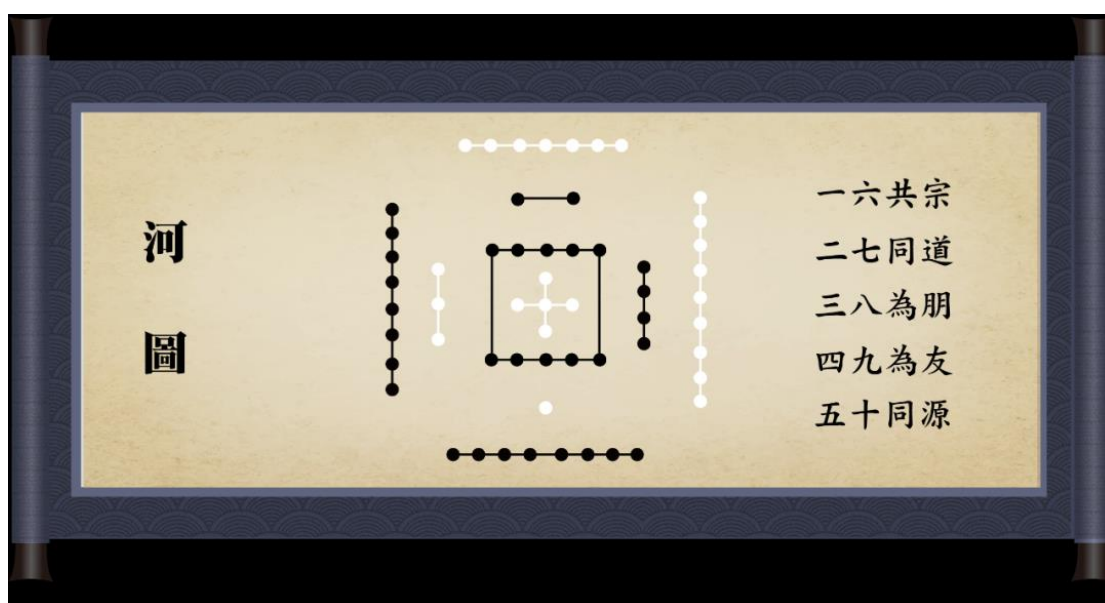 河圖
一六共宗
二七同道
三八為朋
四九為友
五十同源